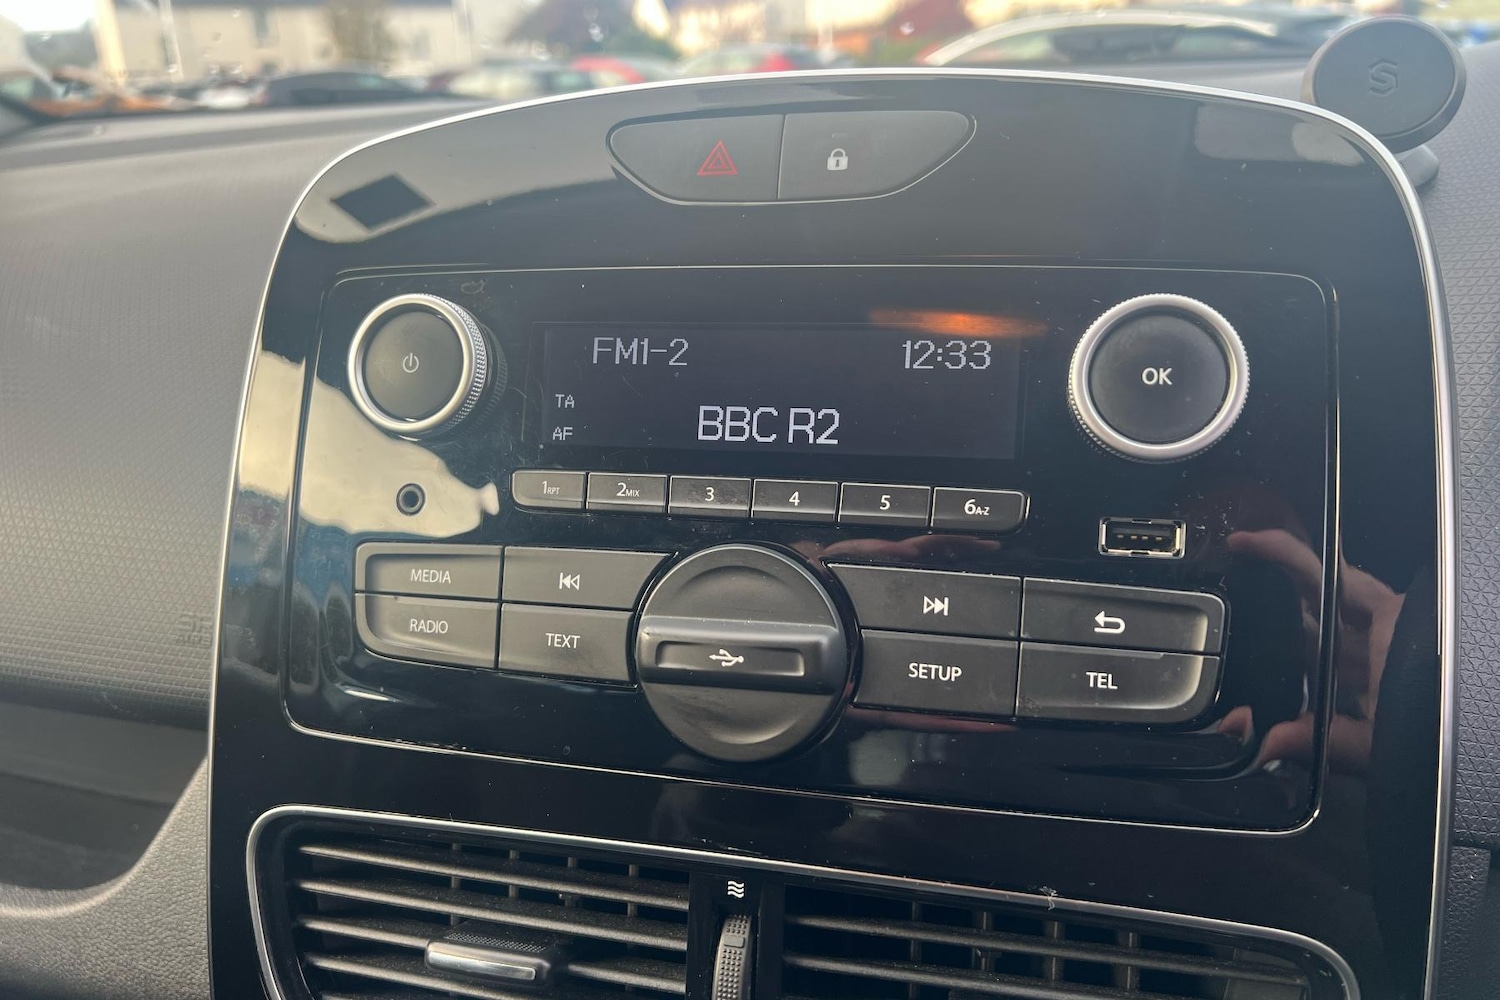 FM1-2 12:33
TA
BBC R2
AF
OK
1RPT 2MIX 3 4 5 6A-Z
MEDIA
RADIO TEXT
SETUP TEL